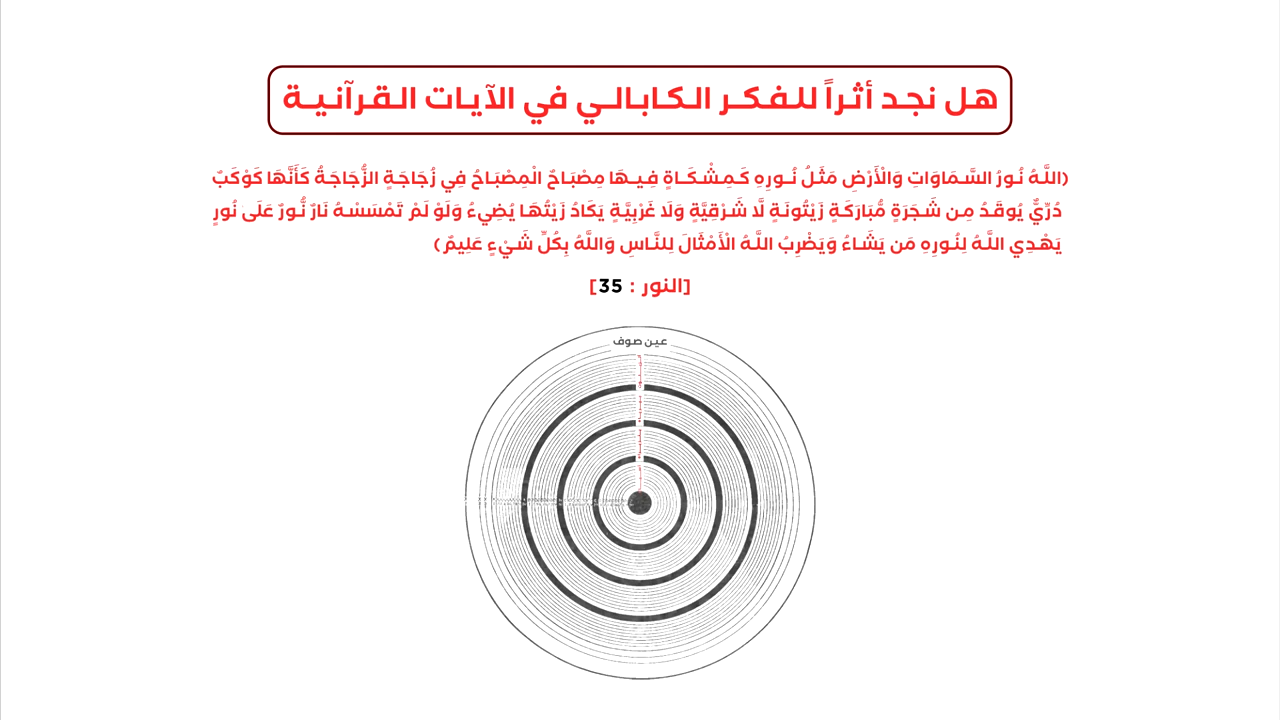 هل نجد أثراً للفكر الكابالي في الآيات القرآنية
(اللَّهُ نُورُ السَّمَاوَاتِ وَالْأَرْضِ مَثَلُ نُورِهِ كَمِشْكَاةٍ فِيهَا مِصْبَاحٌ الْمِصْبَاحُ فِي زُجَاجَةٍ الزُّجَاجَةُ كَأَنَّهَا كَوْكَبٌ
دُرِّيٌّ يُوقَدُ مِن شَجَرَةٍ مُّبَارَكَةٍ زَيْتُونَةٍ لَّا شَرْقِيَّةٍ وَلَا غَرْبِيَّةٍ يَكَادُ زَيْتُهَا يُضِيءُ وَلَوْ لَمْ تَمْسَسْهُ نَارٌ نُّورٌ عَلَى نُورٍ
يَهْدِي اللَّهُ لِنُورِهِ مَن يَشَاءُ وَيَضْرِبُ اللَّهُ الْأَمْثَالَ لِلنَّاسِ وَاللَّهُ بِكُلِّ شَيْءٍ عَلِيمٌ )
[النور : 35]
عين صوف